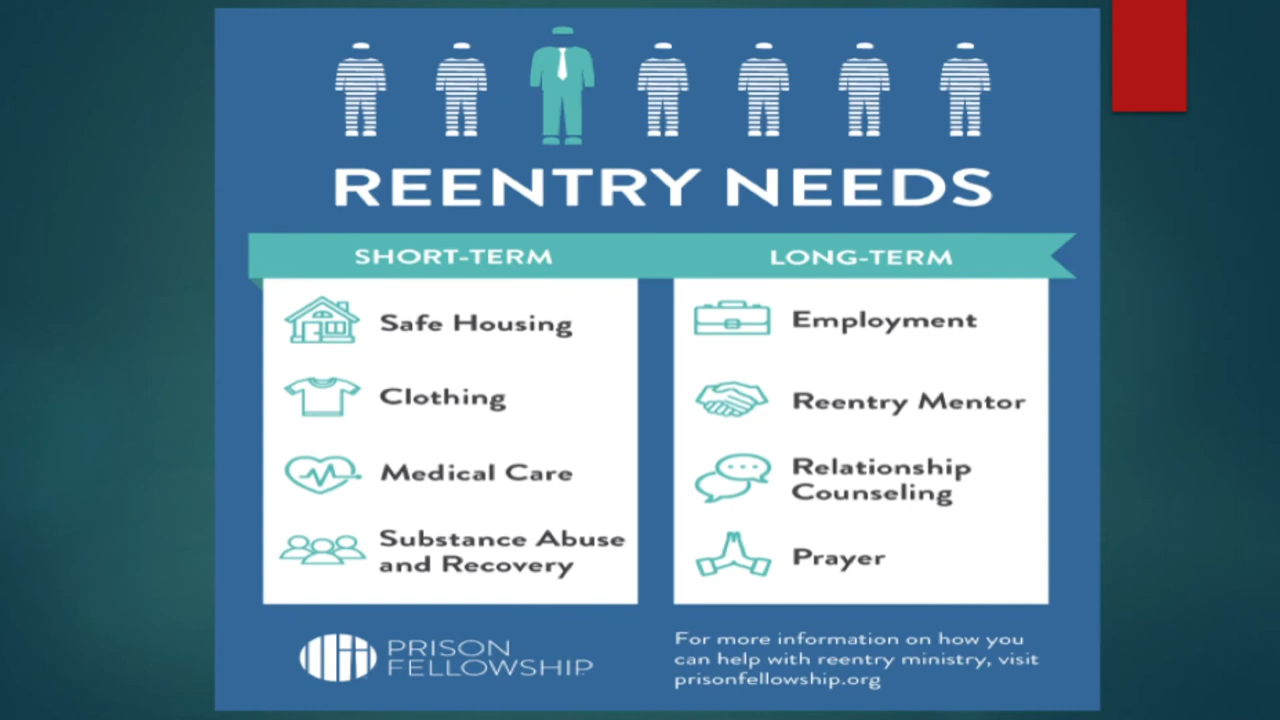 REENTRY NEEDS
SHORT-TERM
Safe Housing
Clothing
Medical Care
Substance Abuse
and Recovery
LONG-TERM
Employment
Reentry Mentor
Relationship
Counseling
Prayer
PRISON
FELLOWSHIP
For more information on how you
can help with reentry ministry, visit
prisonfellowship.org